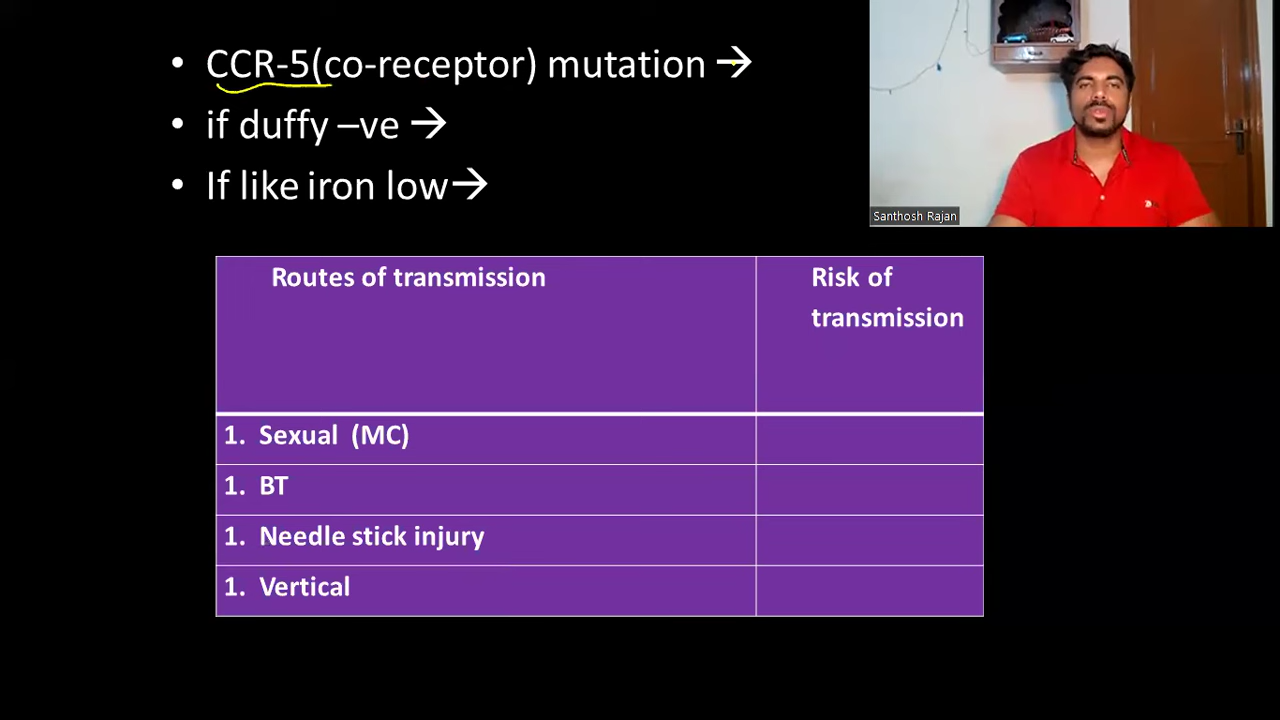 • CCR-5(co-receptor) mutation →
• if duffy –ve →
• If like iron low→
Santhosh Rajan
Routes of transmission
Risk of
transmission
1. Sexual (MC)
1. BT
1. Needle stick injury
1. Vertical